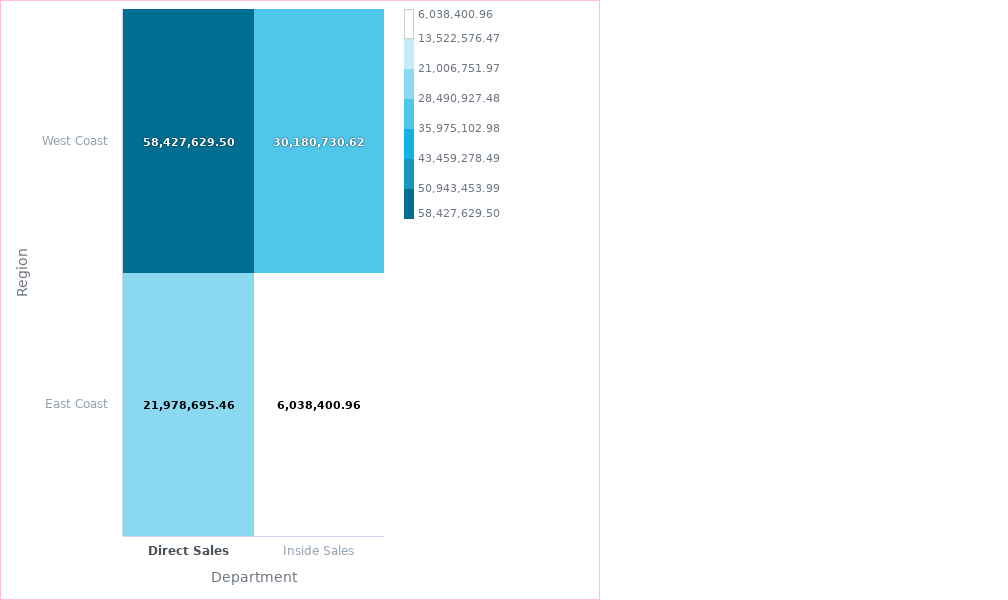 6,038,400.96
13,522,576.47
21,006,751.97
28,490,927.48
35,975,102.98
43,459,278.49
50,943,453.99
58,427,629.50
West Coast
58,427,629.50
30,180,730.62
Region
East Coast
21,978,695.46
6,038,400.96
Direct Sales
Inside Sales
Department